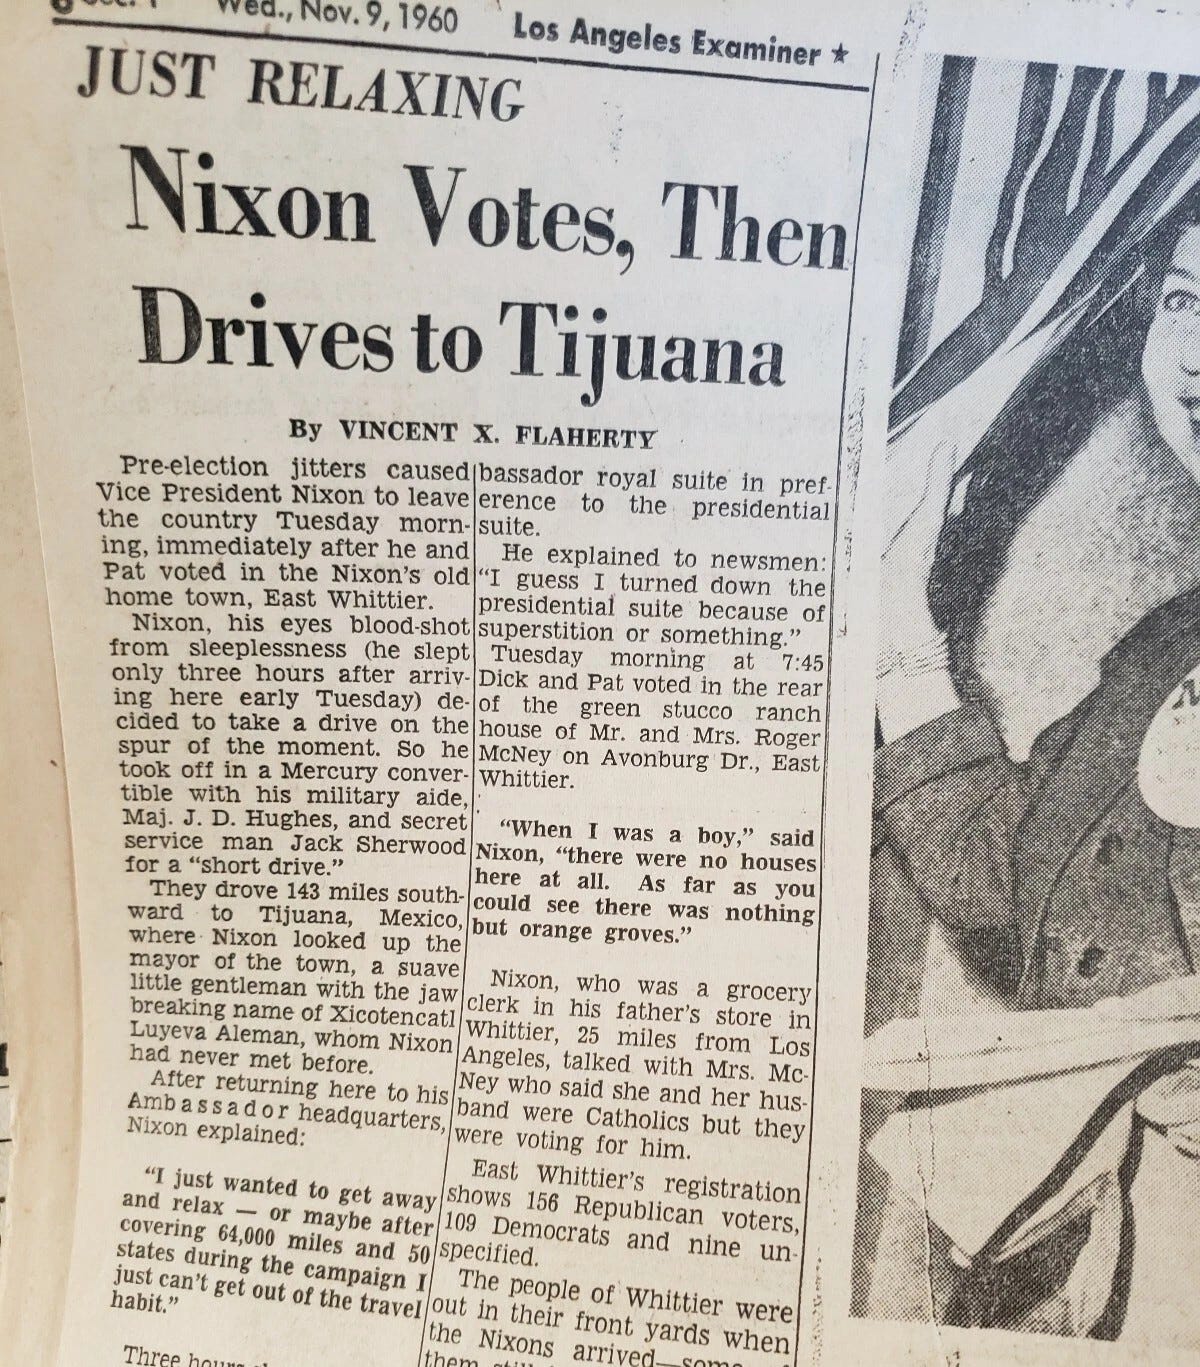 Wed., Nov. 9, 1960
Los Angeles Examiner ★
JUST RELAXING
Nixon Votes, Then
Drives to Tijuana
By VINCENT X. FLAHERTY
Pre-election jitters caused
Vice President Nixon to leave
the country Tuesday morn-
ing, immediately after he and
Pat voted in the Nixon's old
home town, East Whittier.
Nixon, his eyes blood-shot
from sleeplessness (he slept
only three hours after arriv-
ing here early Tuesday) de-
cided to take a drive on the
spur of the moment. So he
took off in a Mercury conver-
tible with his military aide,
Maj. J. D. Hughes, and secret
service man Jack Sherwood
for a "short drive."
They drove 143 miles south-
ward to Tijuana, Mexico,
where Nixon looked up the
mayor of the town, a suave
little gentleman with the jaw
breaking name of Xicotencatl
Luyeva Aleman, whom Nixon
had never met before.
After returning here to his
Ambassador headquarters,
Nixon explained:
"I just wanted to get away
and relax — or maybe after
covering 64,000 miles and 50
states during the campaign I
just can't get out of the travel
habit."
Three
bassador royal suite in pref-
erence to the presidential
suite.
He explained to newsmen:
"I guess I turned down the
presidential suite because of
superstition or something."
Tuesday morning at 7:45
Dick and Pat voted in the rear
of the green stucco ranch
house of Mr. and Mrs. Roger
McNey on Avonburg Dr., East
Whittier.
"When I was a boy," said
Nixon, "there were no houses
here at all. As far as you
could see there was nothing
but orange groves."
Nixon, who was a grocery
clerk in his father's store in
Whittier, 25 miles from Los
Angeles, talked with Mrs. Mc-
Ney who said she and her hus-
band were Catholics but they
were voting for him.
East Whittier's registration
shows 156 Republican voters,
109 Democrats and nine un-
specified.
The people of Whittier were
out in their front yards when
the Nixons arrived—some
them